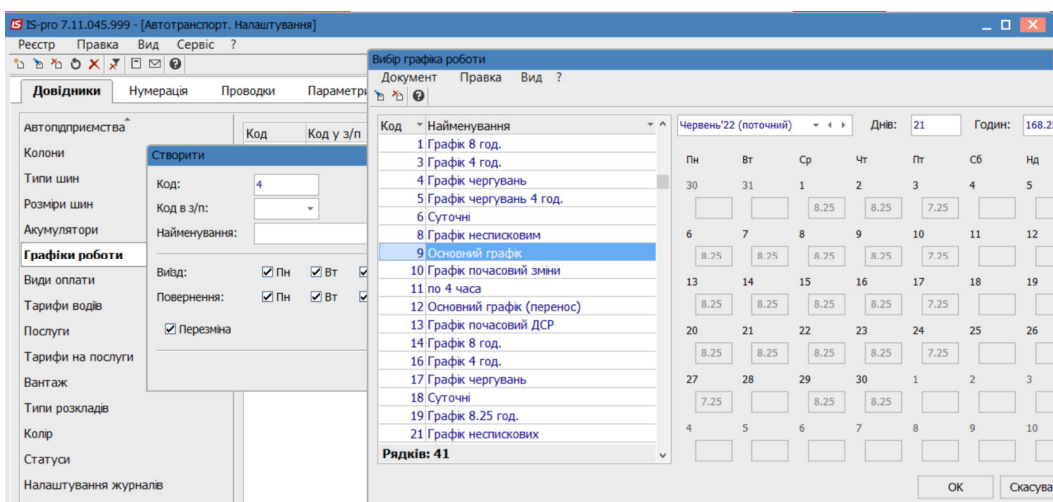 IS-pro 7.11.045.999 - [Автотранспорт. Налаштування]
Реєстр Правка Вид Сервіс ?
Довідники Нумерація Проводки Параметри
Автопідприємства
Колони
Типи шин
Розміри шин
Акумулятори
Графіки роботи
Види оплати
Тарифи водіїв
Послуги
Тарифи на послуги
Вантаж
Типи розкладів
Колір
Статуси
Налаштування журналів
Код Код у з/п
Створити
Код: 4
Код в з/п:
Найменування:
Виїзд: Пн Вт
Повернення: Пн Вт
Перезміна
Вибір графіка роботи
Документ Правка Вид ?
Код Найменування
1 Графік 8 год.
3 Графік 4 год.
4 Графік чергувань
5 Графік чергувань 4 год.
6 Суточні
8 Графік несписковим
9 Основний графік
10 Графік почасовий зміни
11 по 4 часа
12 Основний графік (перенос)
13 Графік почасовий ДСР
14 Графік 8 год.
16 Графік 4 год.
17 Графік чергувань
18 Суточні
19 Графік 8.25 год.
21 Графік неспискових
Рядків: 41
Червень'22 (поточний) Днів: 21 Годин: 168.25
Пн Вт Ср Чт Пт Сб Нд
30 31 1 2 3 4 5
8.25 8.25 7.25
6 7 8 9 10 11 12
8.25 8.25 8.25 8.25 7.25
13 14 15 16 17 18 19
8.25 8.25 8.25 8.25 7.25
20 21 22 23 24 25 26
8.25 8.25 8.25 8.25 7.25
27 28 29 30 1 2 3
7.25 8.25 8.25
4 5 6 7 8 9 10
OK Скасува